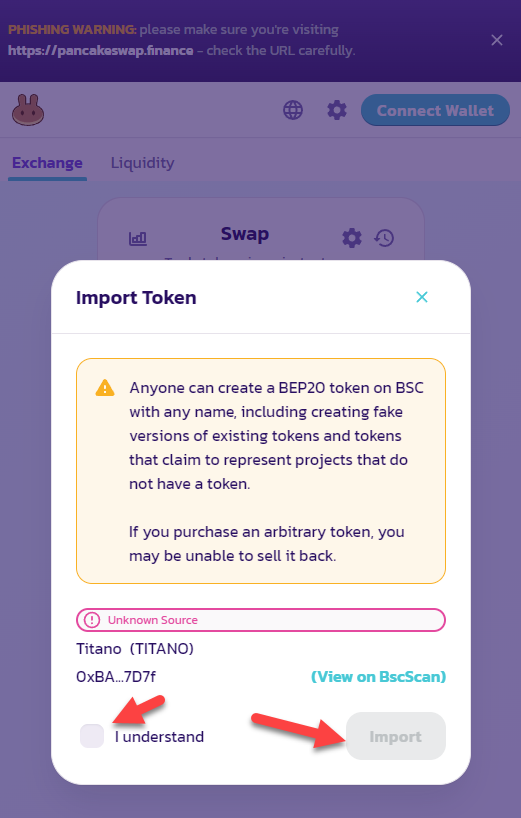 PHISHING WARNING: please make sure you're visiting
https://pancakeswap.finance - check the URL carefully.
Connect Wallet
Exchange Liquidity
Swap
Import Token
Anyone can create a BEP20 token on BSC
with any name, including creating fake
versions of existing tokens and tokens
that claim to represent projects that do
not have a token.
If you purchase an arbitrary token, you
may be unable to sell it back.
Unknown Source
Titano (TITANO)
0xBA...7D7f (View on BscScan)
I understand Import